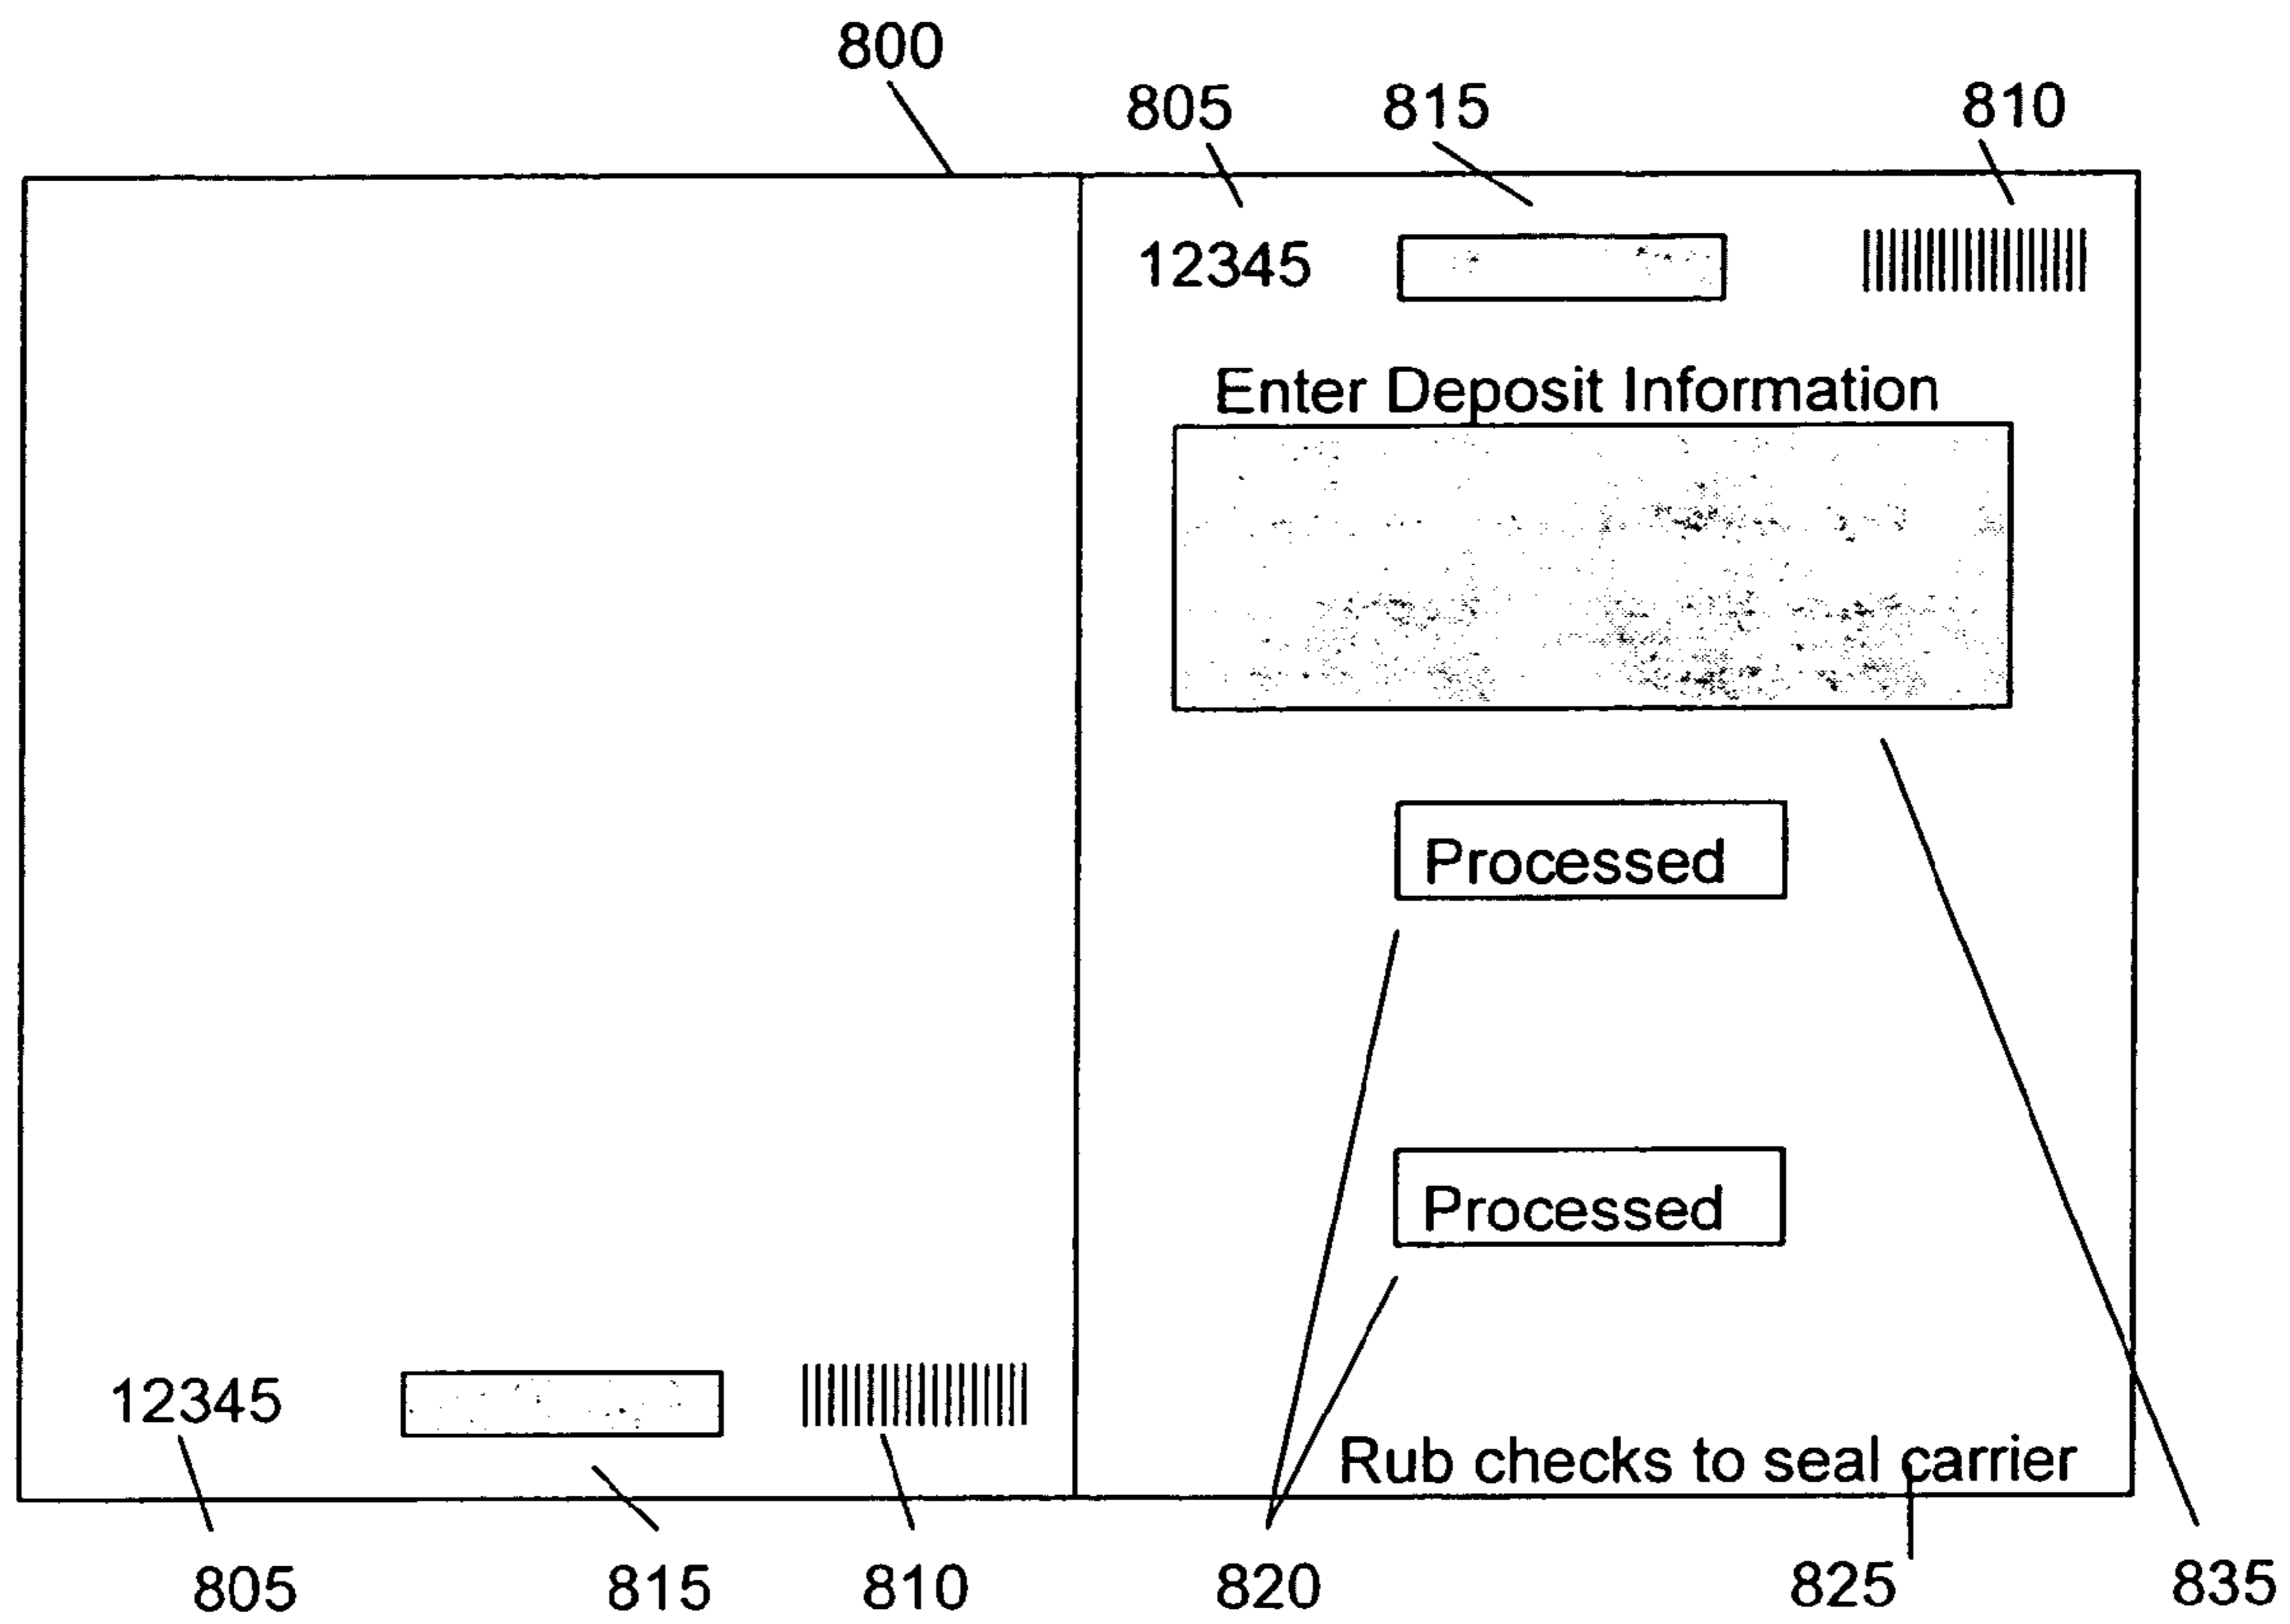 800
805 815 810
12345
Enter Deposit Information
Processed
Processed
12345
Rub checks to seal carrier
805 815 810 820 825 835